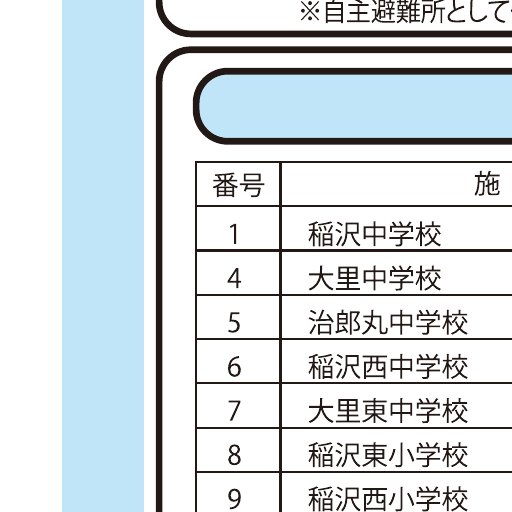 ※自主避難所として
番号 施
1 稲沢中学校
4 大里中学校
5 治郎丸中学校
6 稲沢西中学校
7 大里東中学校
8 稲沢東小学校
9 稲沢西小学校